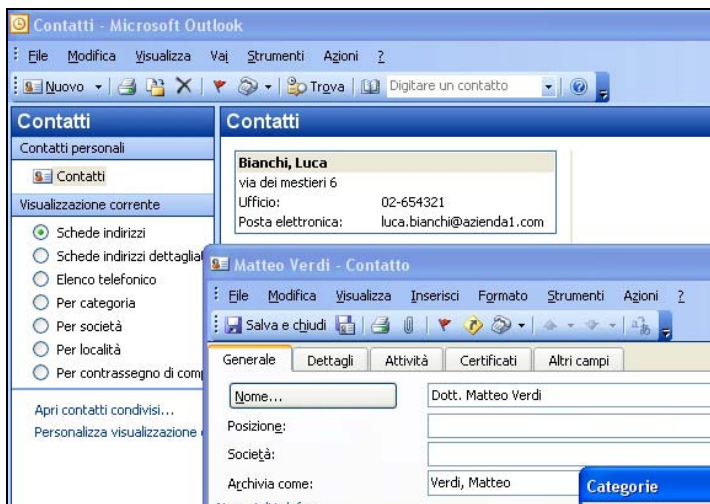 Contatti - Microsoft Outlook
File Modifica Visualizza Vai Strumenti Azioni ?
Nuovo Trova Digitare un contatto
Contatti
Contatti personali
Contatti
Visualizzazione corrente
Schede indirizzi
Schede indirizzi dettagliat
Elenco telefonico
Per categoria
Per società
Per località
Per contrassegno di comp
Apri contatti condivisi...
Personalizza visualizzazione
Contatti
Bianchi, Luca
via dei mestieri 6
Ufficio: 02-654321
Posta elettronica: luca.bianchi@azienda1.com
Matteo Verdi - Contatto
File Modifica Visualizza Inserisci Formato Strumenti Azioni ?
Salva e chiudi
Generale Dettagli Attività Certificati Altri campi
Nome... Dott. Matteo Verdi
Posizione:
Società:
Archivia come: Verdi, Matteo
Categorie